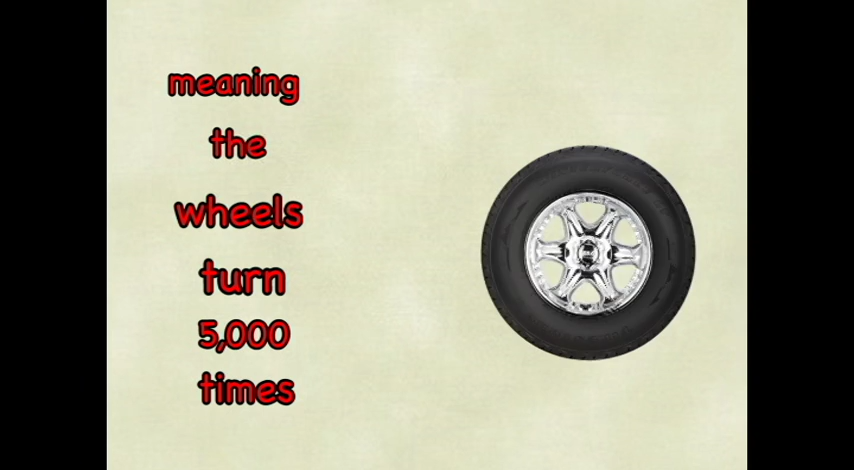 meaning
the
wheels
turn
5,000
times